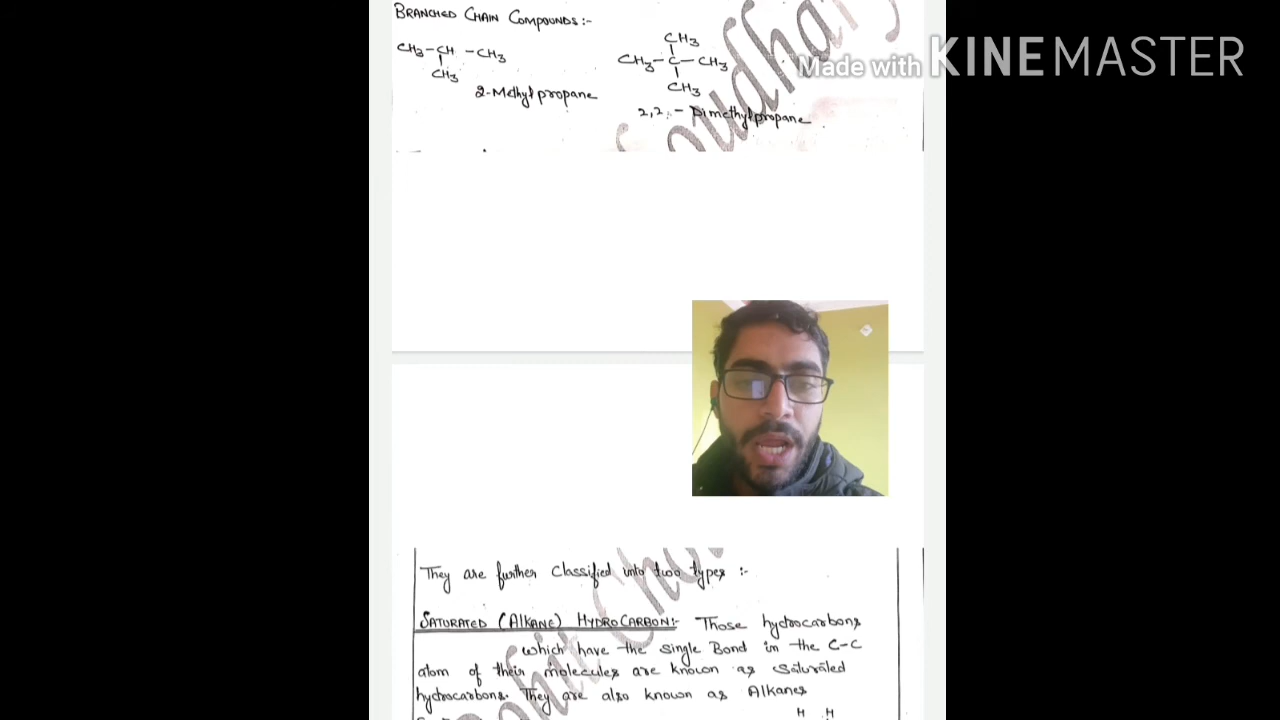 BRANCHED CHAIN COMPOUNDS:-
CH3-CH-CH3
CH3
2-Methylpropane
CH3
CH3-C-CH3
CH3
2,2,- Dimethylpropane
Made with KINEMASTER
They are further classified into two types :-
SATURATED (ALKANE) HYDROCARBON:- Those hydrocarbons
which have the single Bond in the C-C
atom of their molecules are known as saturated
hydrocarbons. They are also known as Alkanes
H H